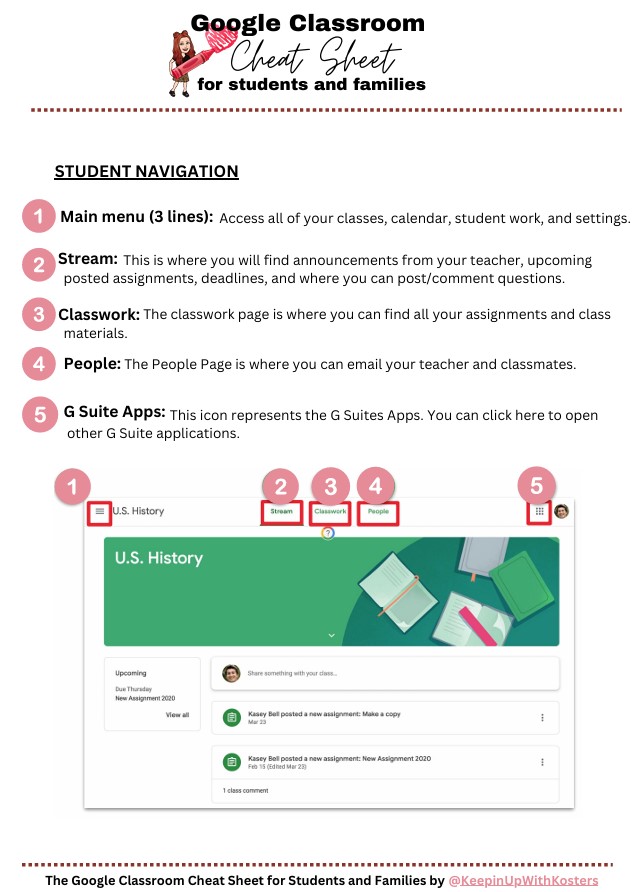 Google Classroom
Cheat Sheet
for students and families
STUDENT NAVIGATION
1 Main menu (3 lines): Access all of your classes, calendar, student work, and settings.
2 Stream: This is where you will find announcements from your teacher, upcoming
posted assignments, deadlines, and where you can post/comment questions.
3 Classwork: The classwork page is where you can find all your assignments and class
materials.
4 People: The People Page is where you can email your teacher and classmates.
5 G Suite Apps: This icon represents the G Suites Apps. You can click here to open
other G Suite applications.
1 2 3 4 5
U.S. History Stream Classwork People
?
U.S. History
Upcoming
Due Thursday
New Assignment 2020
View all
Share something with your class...
Kasey Bell posted a new assignment: Make a copy
Mar 23
Kasey Bell posted a new assignment: New Assignment 2020
Feb 15 (Edited Mar 23)
1 class comment
The Google Classroom Cheat Sheet for Students and Families by @KeepinUpWithKosters